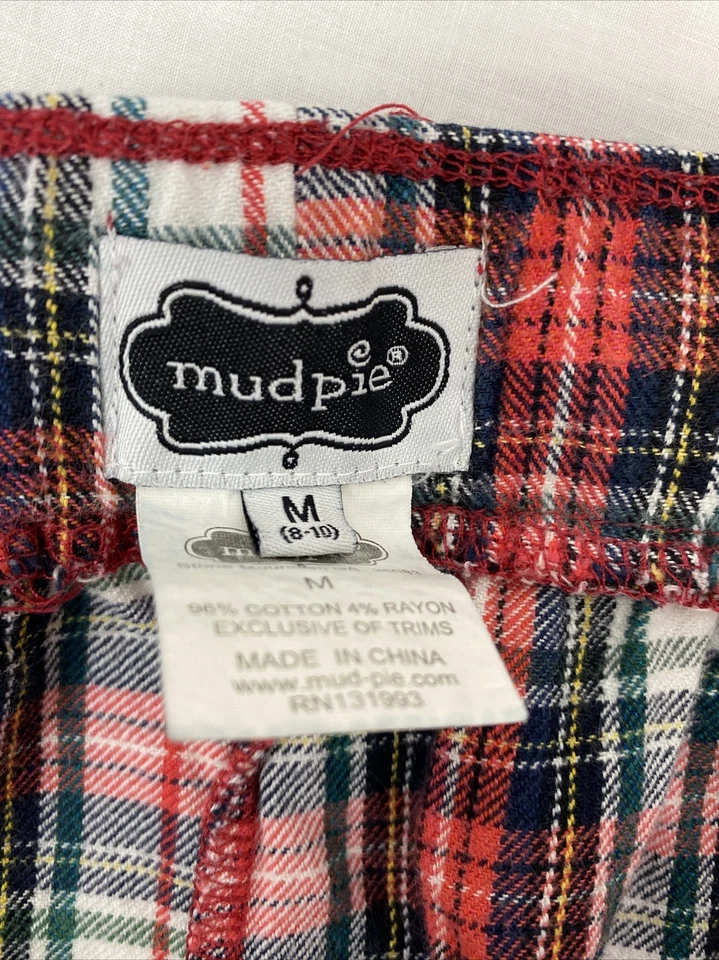 mudpie®
M
(8-10)
M
96% COTTON 4% RAYON
EXCLUSIVE OF TRIMS
MADE IN CHINA
www.mud-pie.com
RN131993